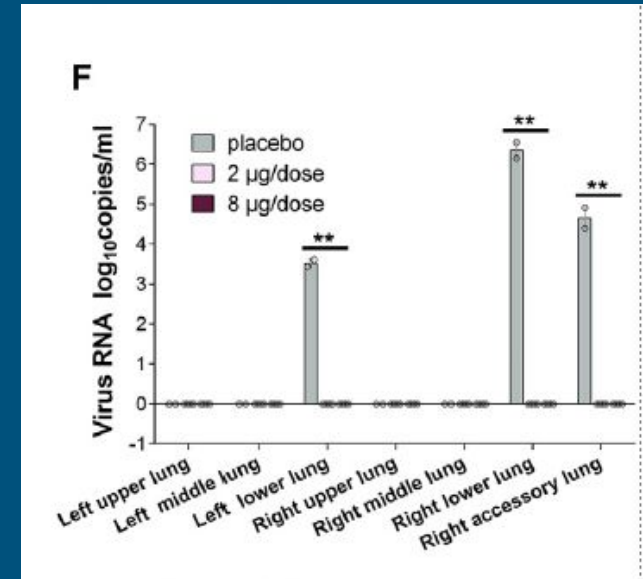 F
Virus RNA log10copies/ml
7
6
5
4
3
2
1
0
-1
placebo
2 µg/dose
8 µg/dose
**
**
**
Left upper lung
Left middle lung
Left lower lung
Right upper lung
Right middle lung
Right lower lung
Right accessory lung